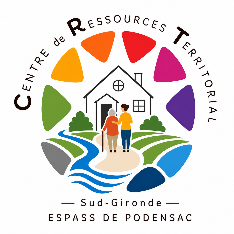 CENTRE de RESSOURCES TERRITORIAL
Sud-Gironde
ESPASS DE PODENSAC